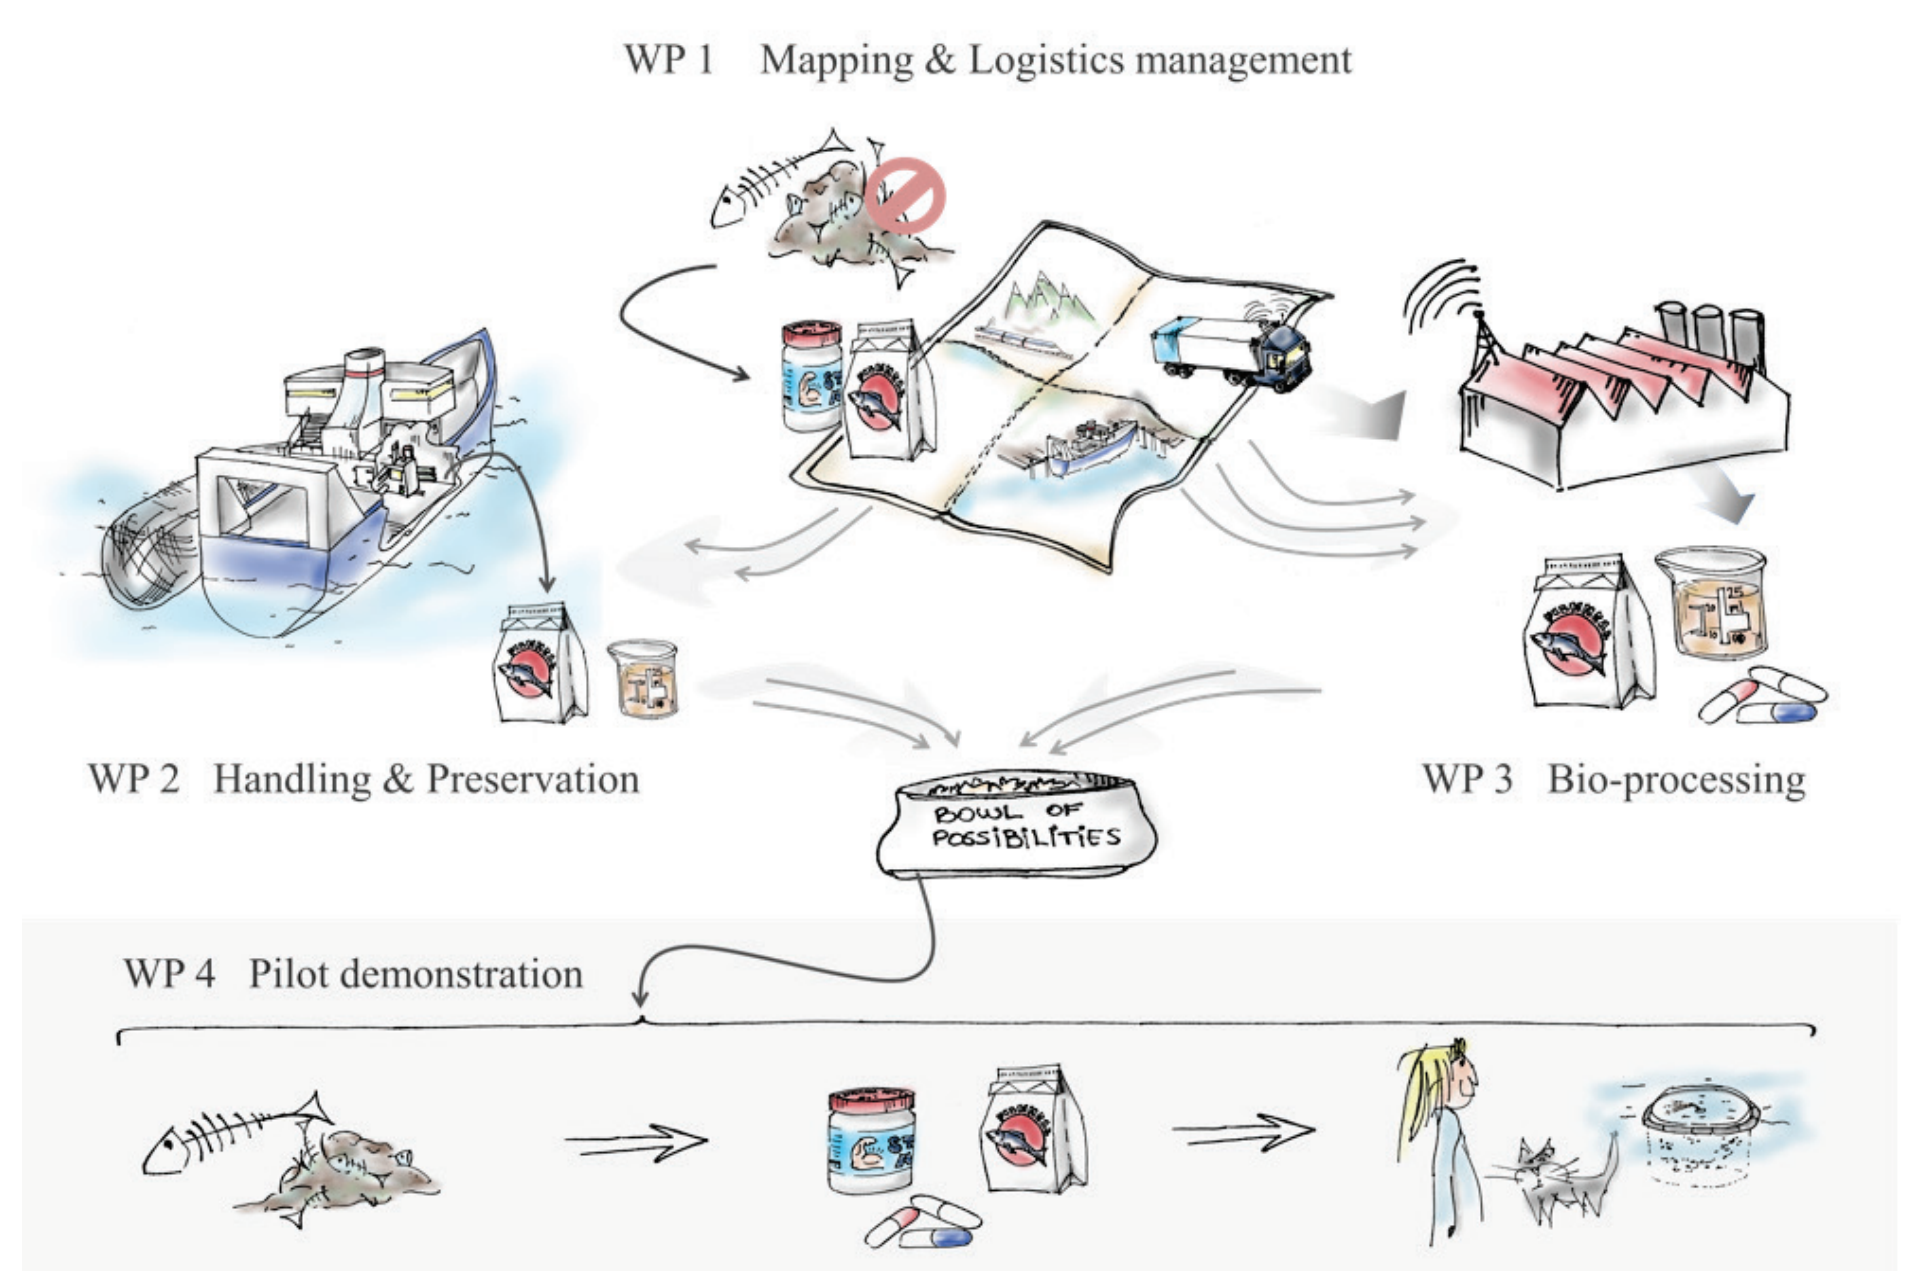 WP 1 Mapping & Logistics management
WP 2 Handling & Preservation
WP 3 Bio-processing
BOWL OF
POSSIBILITIES
WP 4 Pilot demonstration